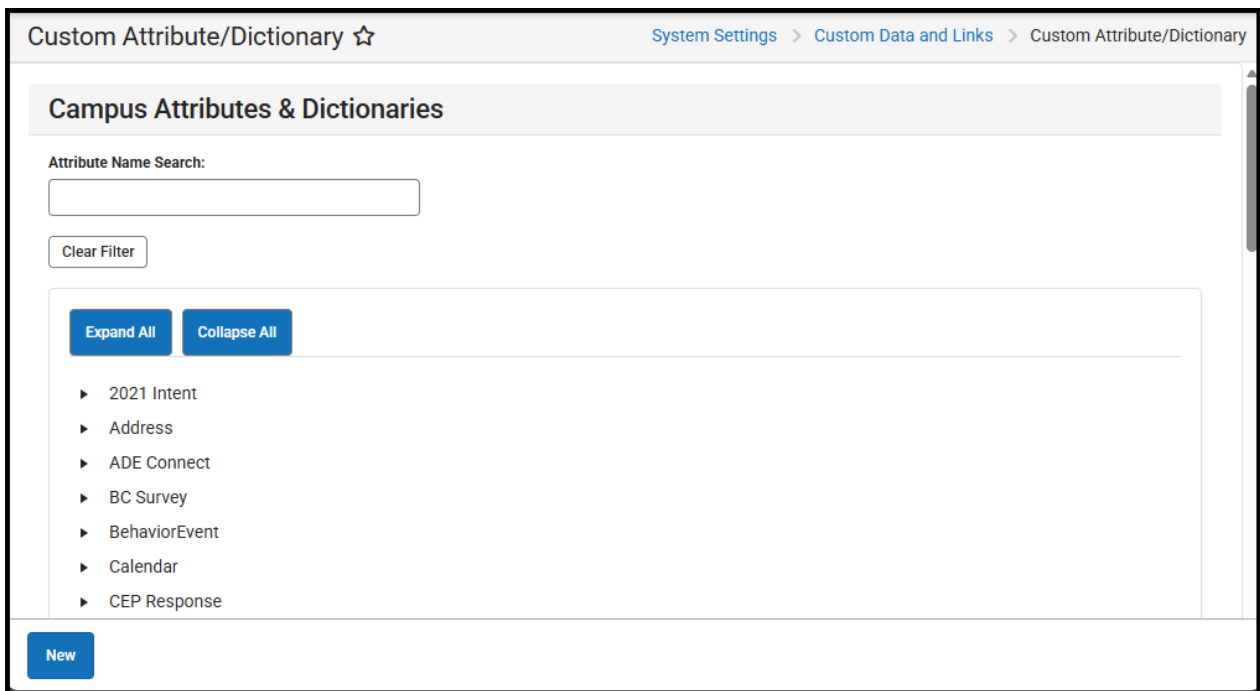 Custom Attribute/Dictionary ☆ System Settings > Custom Data and Links > Custom Attribute/Dictionary
Campus Attributes & Dictionaries
Attribute Name Search:
Clear Filter
Expand All Collapse All
2021 Intent
Address
ADE Connect
BC Survey
BehaviorEvent
Calendar
CEP Response
New